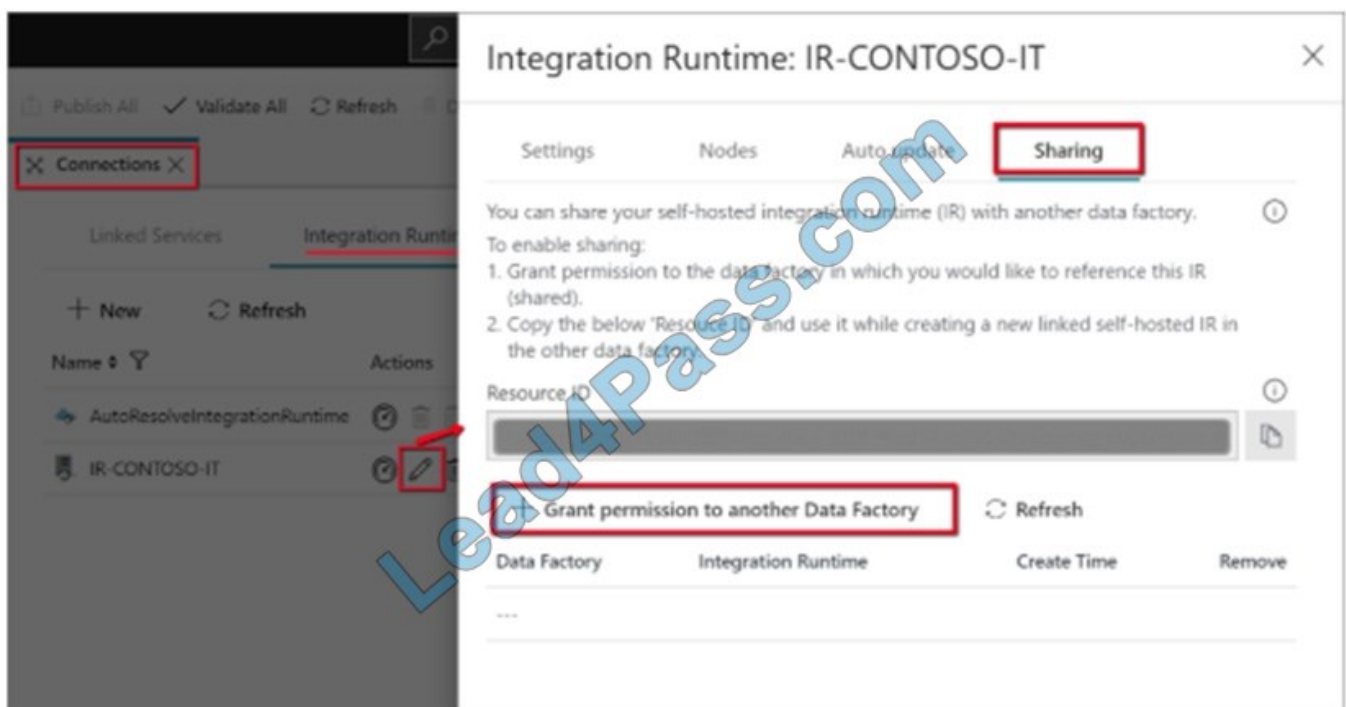 Publish All Validate All Refresh D
Connections
Linked Services Integration Runtim
New Refresh
Name Actions
AutoResolveIntegrationRuntime
IR-CONTOSO-IT
Integration Runtime: IR-CONTOSO-IT
Settings Nodes Auto update Sharing
You can share your self-hosted integration runtime (IR) with another data factory.
To enable sharing:
1. Grant permission to the data factory in which you would like to reference this IR
(shared).
2. Copy the below "Resouce ID" and use it while creating a new linked self-hosted IR in
the other data factory.
Resource ID
+ Grant permission to another Data Factory Refresh
Data Factory Integration Runtime Create Time Remove
---
Lead4Pass.com